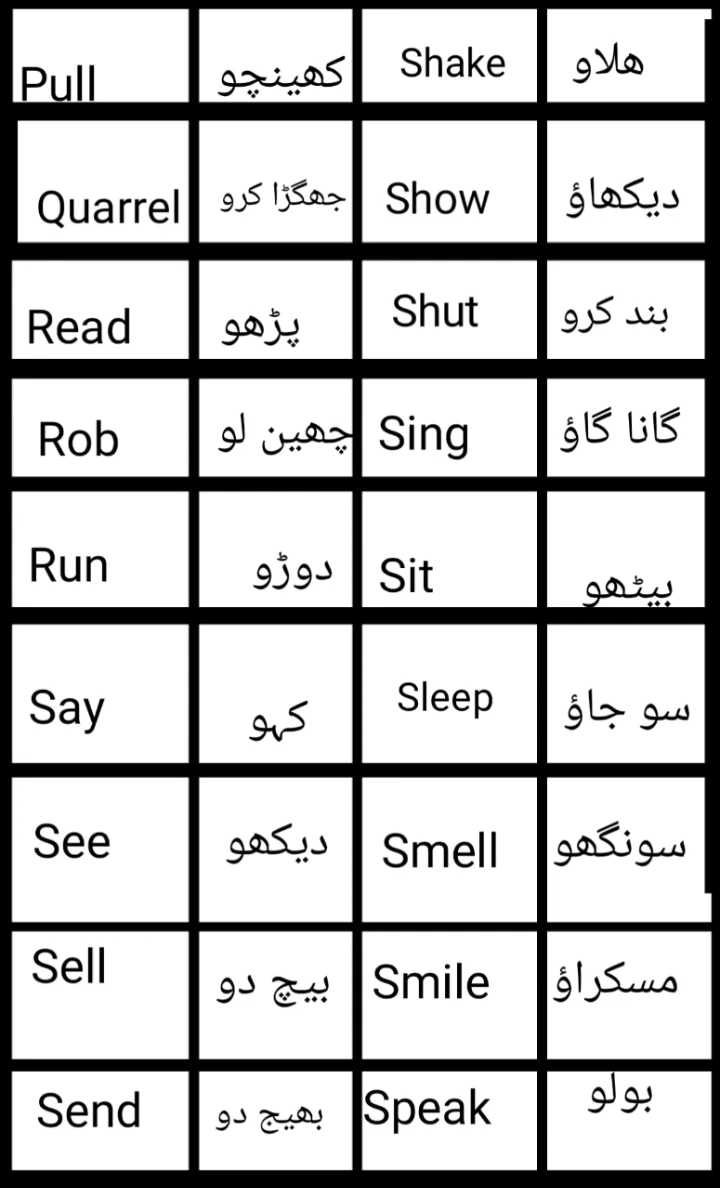 Pull کھینچو Shake ھلاو
Quarrel جھگڑا کرو Show دیکھاؤ
Read پڑھو Shut بند کرو
Rob چھین لو Sing گانا گاؤ
Run دوڑو Sit بیٹھو
Say کہو Sleep سو جاؤ
See دیکھو Smell سونگھو
Sell بیچ دو Smile مسکراؤ
Send بھیج دو Speak بولو